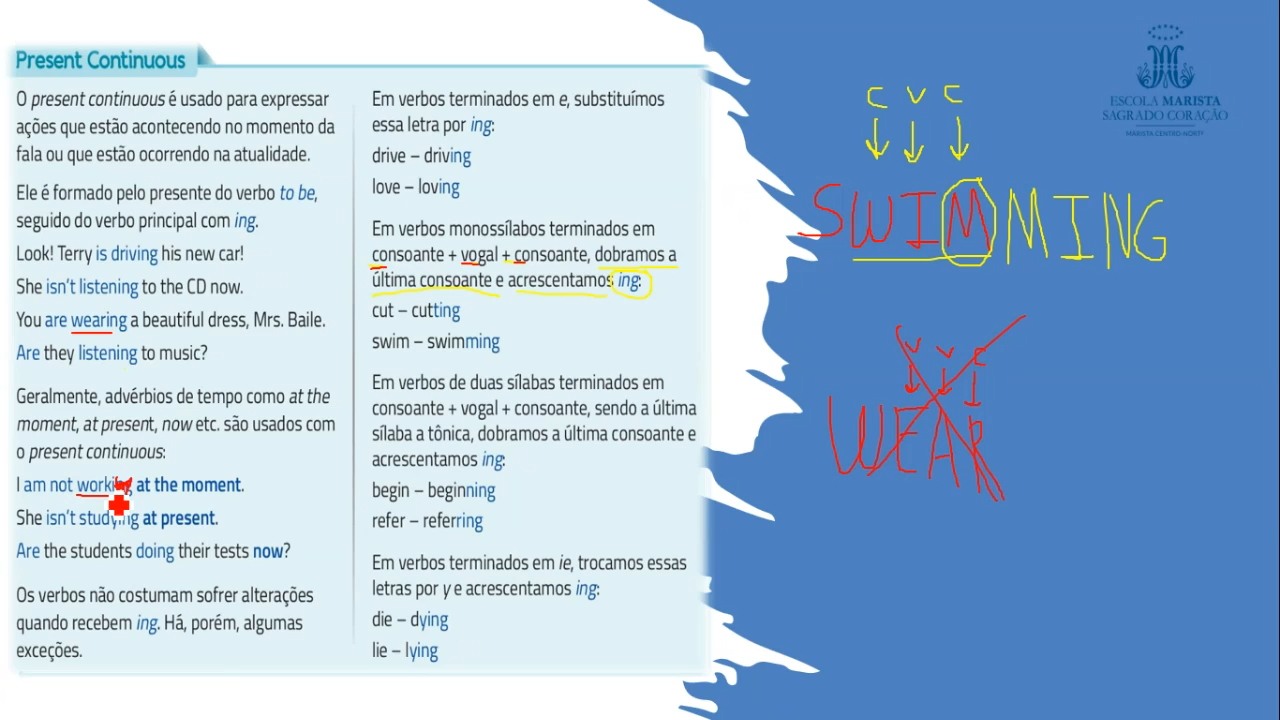 Present Continuous
O present continuous é usado para expressar
ações que estão acontecendo no momento da
fala ou que estão ocorrendo na atualidade.
Ele é formado pelo presente do verbo to be,
seguido do verbo principal com ing.
Look! Terry is driving his new car!
She isn't listening to the CD now.
You are wearing a beautiful dress, Mrs. Baile.
Are they listening to music?
Geralmente, advérbios de tempo como at the
moment, at present, now etc. são usados com
o present continuous:
I am not working at the moment.
She isn't studying at present.
Are the students doing their tests now?
Os verbos não costumam sofrer alterações
quando recebem ing. Há, porém, algumas
exceções.
Em verbos terminados em e, substituímos
essa letra por ing:
drive – driving
love – loving
Em verbos monossílabos terminados em
consoante + vogal + consoante, dobramos a
última consoante e acrescentamos ing:
cut – cutting
swim – swimming
Em verbos de duas sílabas terminados em
consoante + vogal + consoante, sendo a última
sílaba a tônica, dobramos a última consoante e
acrescentamos ing:
begin – beginning
refer – referring
Em verbos terminados em ie, trocamos essas
letras por y e acrescentamos ing:
die – dying
lie – lying
C V C
SWIMMING
V V C
WEAR
ESCOLA MARISTA
SAGRADO CORAÇÃO
MARISTA CENTRO-NORTE